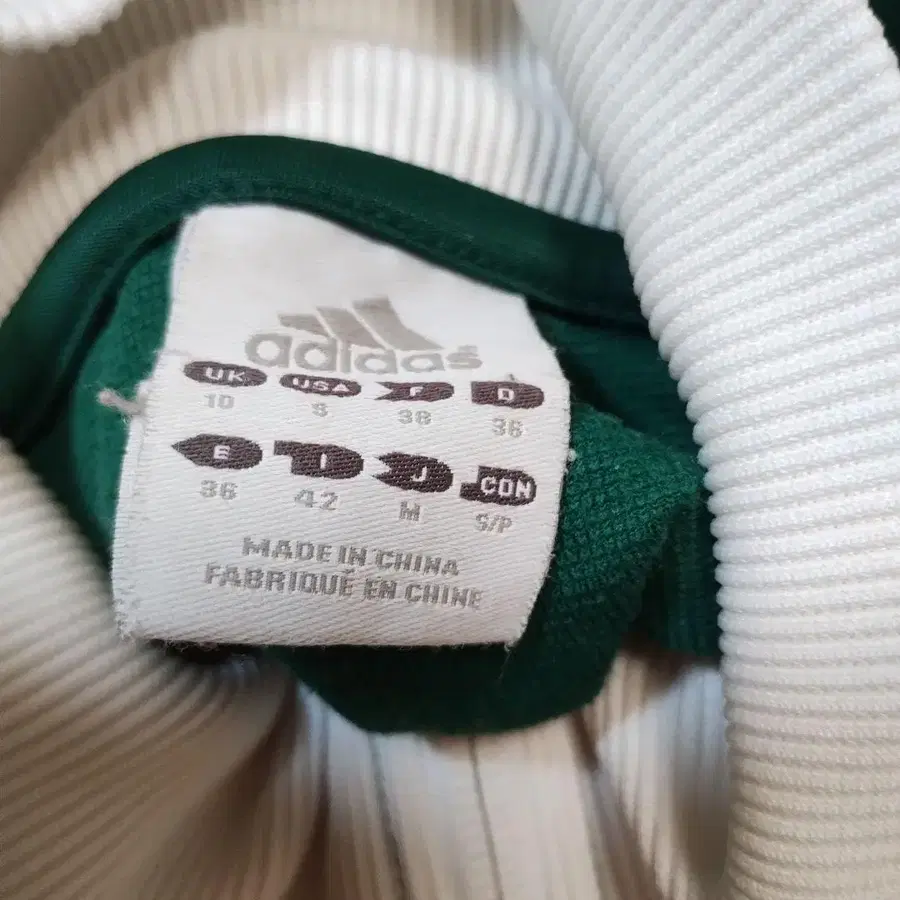 adidas
UK USA F D
10 S 38 36
E I J CON
36 42 M S/P
MADE IN CHINA
FABRIQUÉ EN CHINE